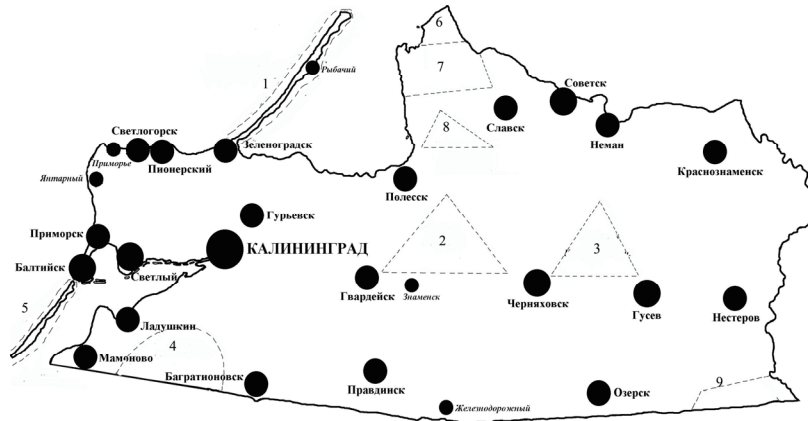 6
1
Рыбачий
7
Советск
Славск
8
Светлогорск
Неман
Приморье
Зеленоградск
Пионерский
Краснознаменск
Янтарный
Полесск
Гурьевск
Приморск
КАЛИНИНГРАД
2
3
Балтийск
Светлый
Гвардейск
Знаменск
Черняховск
5
Гусев
Нестеров
Ладушкин
4
Мамоново
Багратионовск
Правдинск
Озерск
9
Железнодорожный